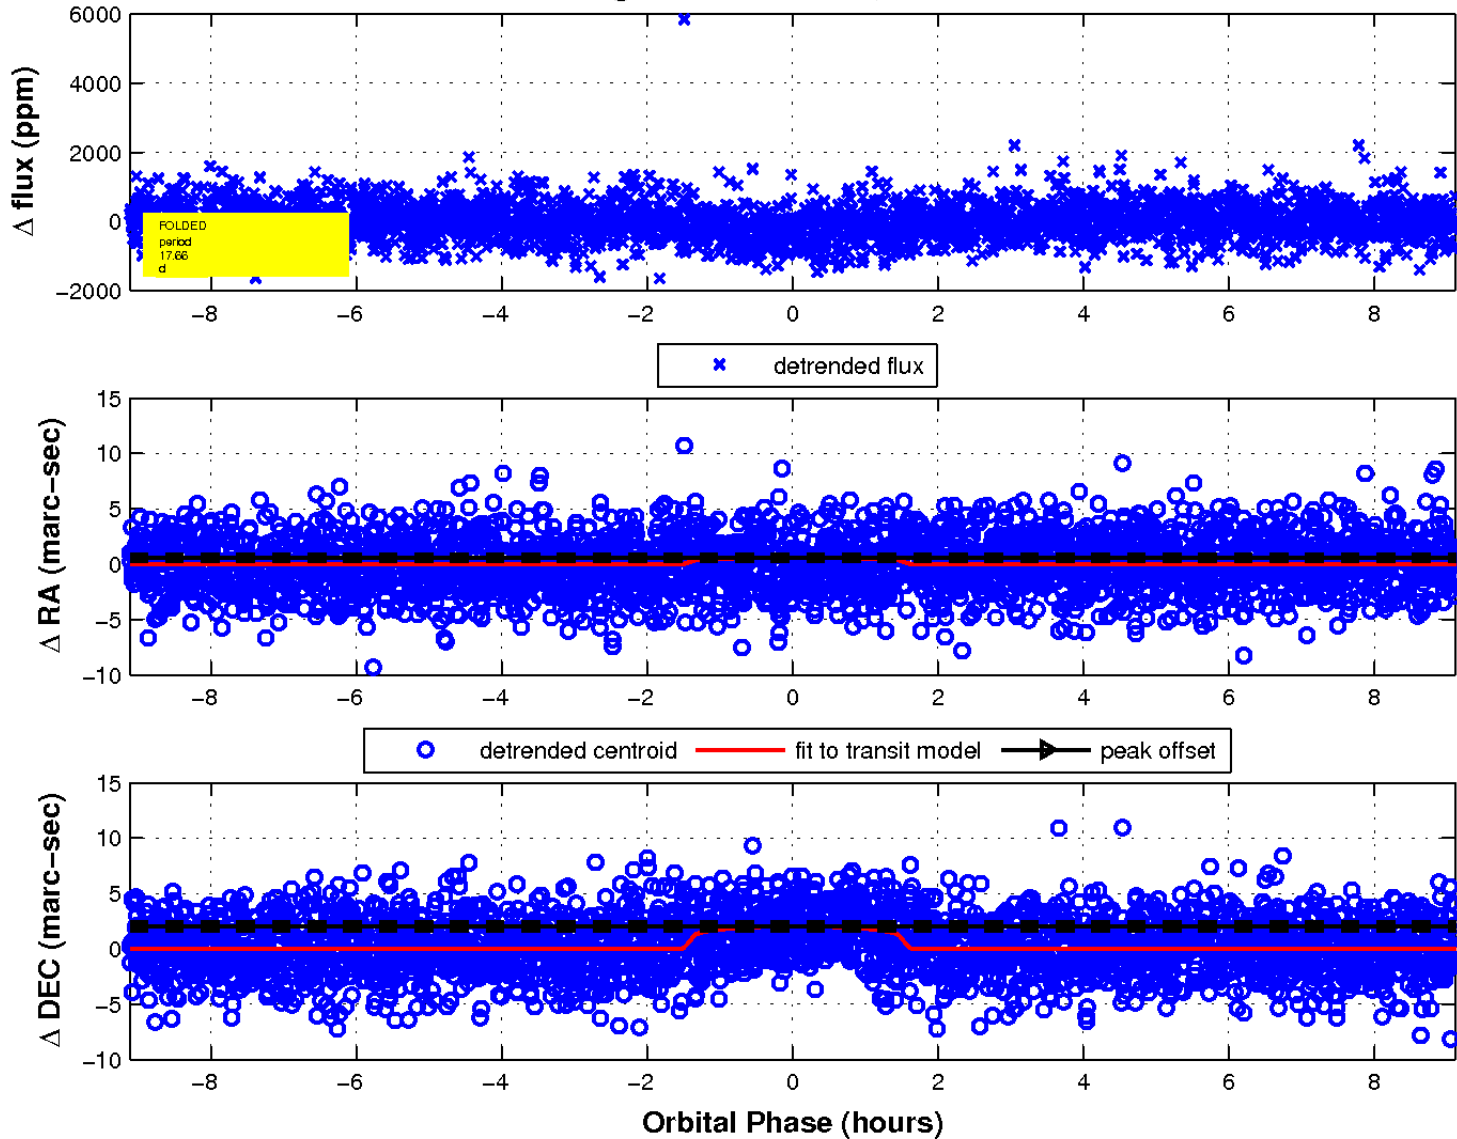 6000
4000
2000
0
−2000
Δ flux (ppm)
FOLDED
period
17.66
d
−8 −6 −4 −2 0 2 4 6 8
detrended flux
15
10
5
0
−5
−10
Δ RA (marc−sec)
−8 −6 −4 −2 0 2 4 6 8
detrended centroid fit to transit model peak offset
15
10
5
0
−5
−10
Δ DEC (marc−sec)
−8 −6 −4 −2 0 2 4 6 8
Orbital Phase (hours)